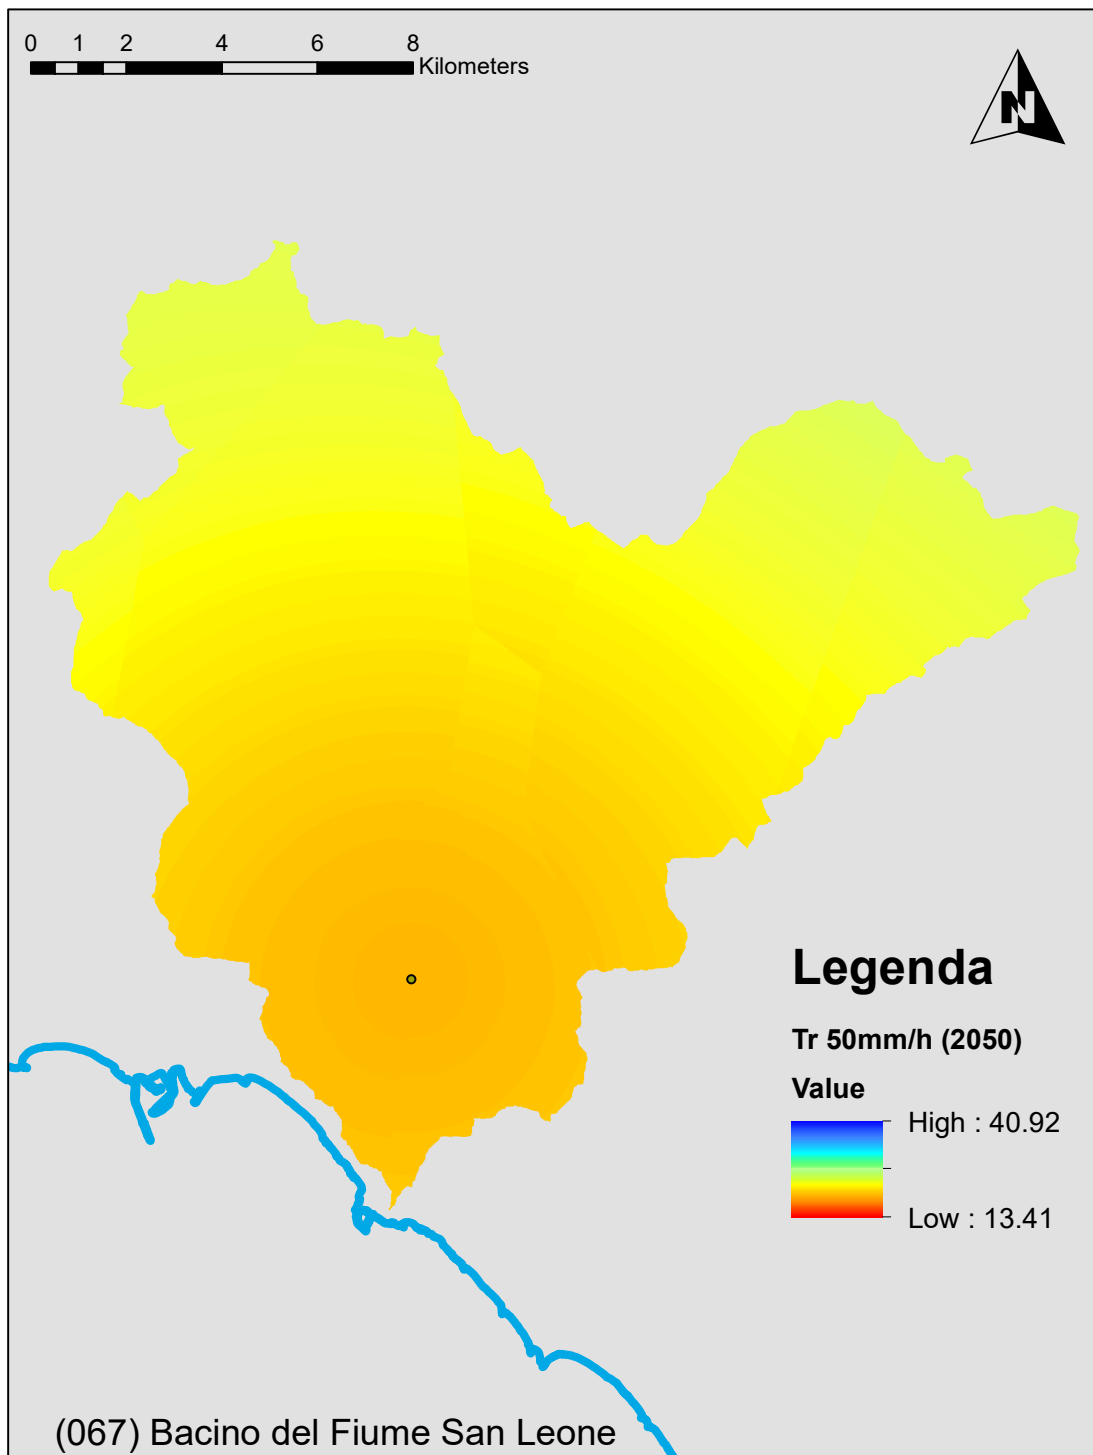 0 1 2 4 6 8
Kilometers
N
Legenda
Tr 50mm/h (2050)
Value
High : 40.92
Low : 13.41
(067) Bacino del Fiume San Leone